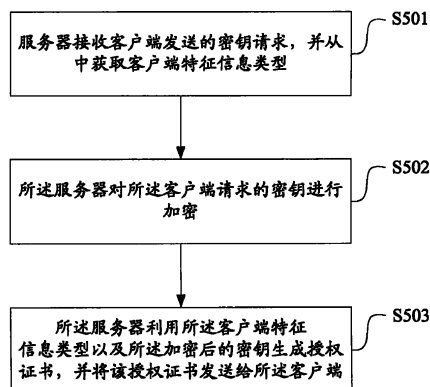 服务器接收客户端发送的密钥请求，并从
中获取客户端特征信息类型
S501
所述服务器对所述客户端请求的密钥进行
加密
S502
所述服务器利用所述客户端特征
信息类型以及所述加密后的密钥生成授权
证书，并将该授权证书发送给所述客户端
S503